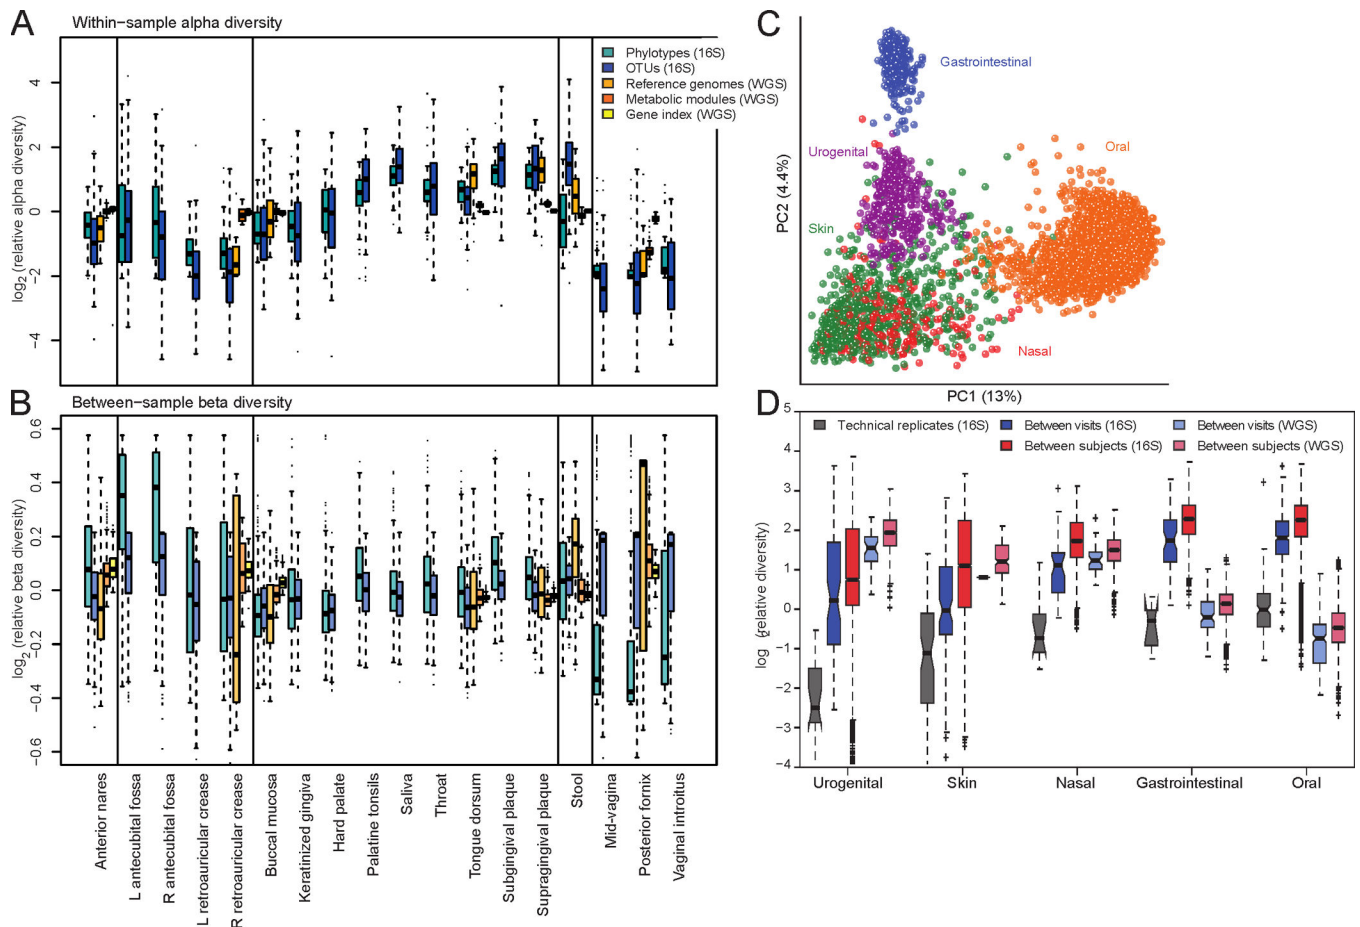 A
Within-sample alpha diversity
Phylotypes (16S)
OTUs (16S)
Reference genomes (WGS)
Metabolic modules (WGS)
Gene index (WGS)
log2 (relative alpha diversity)
4
2
0
−2
−4
B
Between-sample beta diversity
log2 (relative beta diversity)
0.6
0.4
0.2
0.0
−0.2
−0.4
−0.6
Anterior nares
L antecubital fossa
R antecubital fossa
L retroauricular crease
R retroauricular crease
Buccal mucosa
Keratinized gingiva
Hard palate
Palatine tonsils
Saliva
Throat
Tongue dorsum
Subgingival plaque
Supragingival plaque
Stool
Mid-vagina
Posterior fornix
Vaginal introitus
C
Gastrointestinal
Urogenital
Oral
Skin
Nasal
PC2 (4.4%)
PC1 (13%)
D
Technical replicates (16S)
Between visits (16S)
Between subjects (16S)
Between visits (WGS)
Between subjects (WGS)
log2 (relative diversity)
5
4
3
2
1
0
−1
−2
−3
−4
Urogenital
Skin
Nasal
Gastrointestinal
Oral